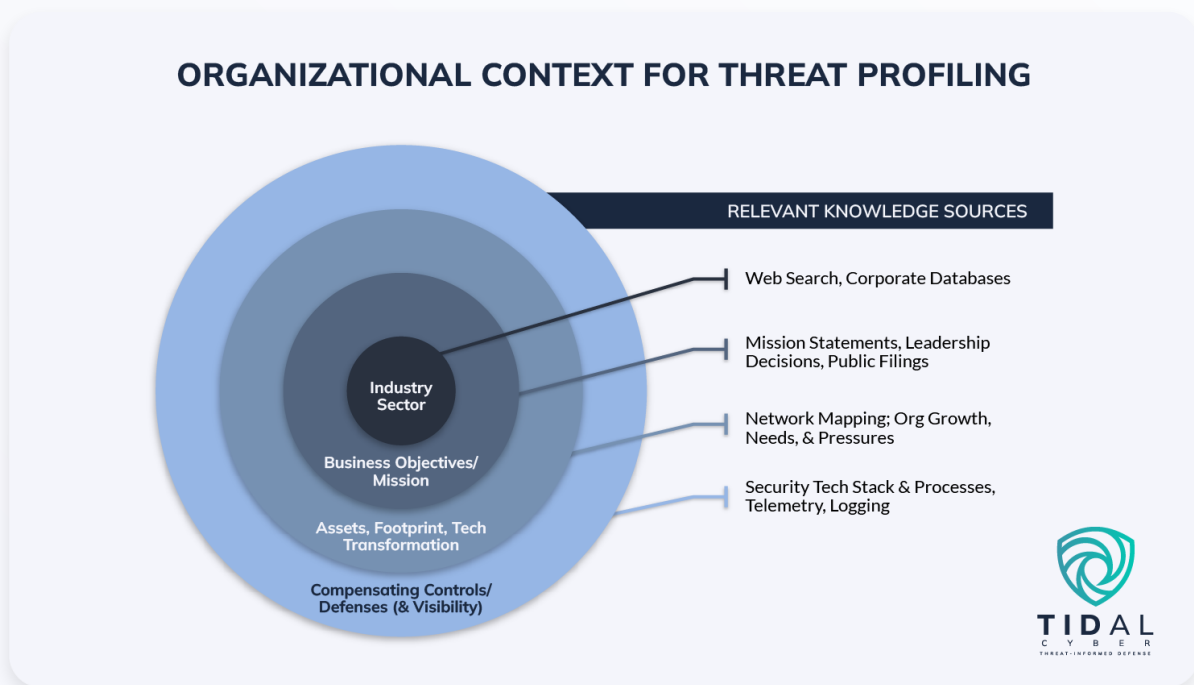 ORGANIZATIONAL CONTEXT FOR THREAT PROFILING
RELEVANT KNOWLEDGE SOURCES
Web Search, Corporate Databases
Mission Statements, Leadership
Decisions, Public Filings
Network Mapping; Org Growth,
Needs, & Pressures
Security Tech Stack & Processes,
Telemetry, Logging
Industry
Sector
Business Objectives/
Mission
Assets, Footprint, Tech
Transformation
Compensating Controls/
Defenses (& Visibility)
TIDAL
CYBER
THREAT-INFORMED DEFENSE